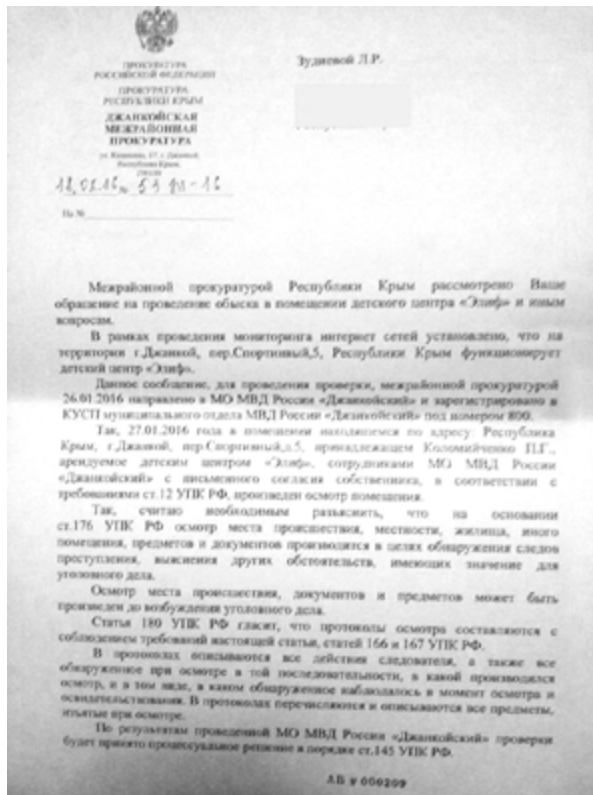 ПРОКУРАТУРА
РОССИЙСКОЙ ФЕДЕРАЦИИ
ПРОКУРАТУРА
РЕСПУБЛИКИ КРЫМ
ДЖАНКОЙСКАЯ
МЕЖРАЙОННАЯ
ПРОКУРАТУРА
Республика Крым,
На №
Зудиевой Л.Р.
Межрайонной прокуратурой Республики Крым рассмотрено Ваше
обращение на проведение обыска в помещении детского центра «Элиф» и иным
вопросам.
В рамках проведения мониторинга интернет сетей установлено, что на
территории г.Джанкой, пер.Спортивный,5, Республики Крым функционирует
детский центр «Элиф».
Данное сообщение, для проведения проверки, межрайонной прокуратурой
26.01.2016 направлено в МО МВД России «Джанкойский» и зарегистрировано в
КУСП муниципального отдела МВД России «Джанкойский» под номером 800.
Так, 27.01.2016 года в помещении находящемся по адресу: Республика
Крым, г.Джанкой, пер.Спортивный,д.5, принадлежащем Коломийченко П.Г.,
арендуемое детским центром «Элиф», сотрудниками МО МВД России
«Джанкойский» с письменного согласия собственника, в соответствии с
требованиями ст.12 УПК РФ, произведен осмотр помещения.
Так, считаю необходимым разъяснить, что на основании
ст.176 УПК РФ осмотр места происшествия, местности, жилища, иного
помещения, предметов и документов производится в целях обнаружения следов
преступления, выяснения других обстоятельств, имеющих значение для
уголовного дела.
Осмотр места происшествия, документов и предметов может быть
произведен до возбуждения уголовного дела.
Статья 180 УПК РФ гласит, что протоколы осмотра составляются с
соблюдением требований настоящей статьи, статей 166 и 167 УПК РФ.
В протоколах описываются все действия следователя, а также все
обнаруженное при осмотре в той последовательности, в какой производился
осмотр, и в том виде, в каком обнаруженное наблюдалось в момент осмотра и
освидетельствования. В протоколах перечисляются и описываются все предметы,
изъятые при осмотре.
По результатам проведенной МО МВД России «Джанкойский» проверки
будет принято процессуальное решение в порядке ст.145 УПК РФ.
АБ № 000209